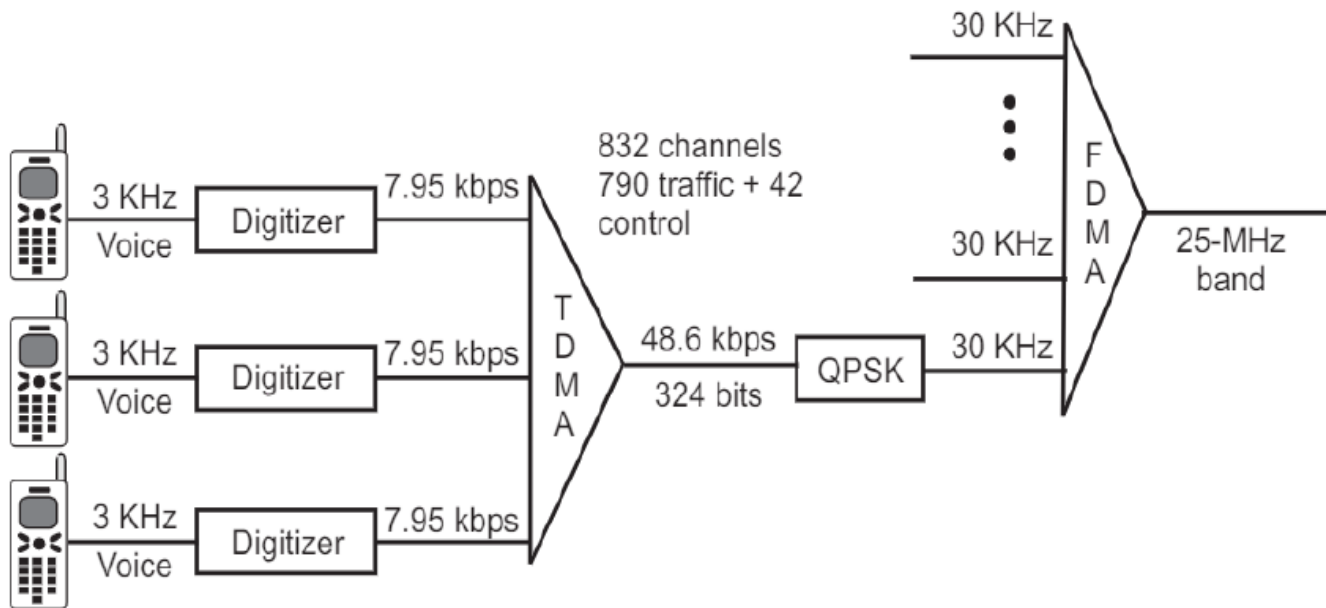 30 KHz
832 channels
790 traffic + 42
control
3 KHz
Voice
Digitizer
7.95 kbps
30 KHz
F
D
M
A
25-MHz
band
3 KHz
Voice
Digitizer
7.95 kbps
T
D
M
A
48.6 kbps
324 bits
QPSK
30 KHz
3 KHz
Voice
Digitizer
7.95 kbps